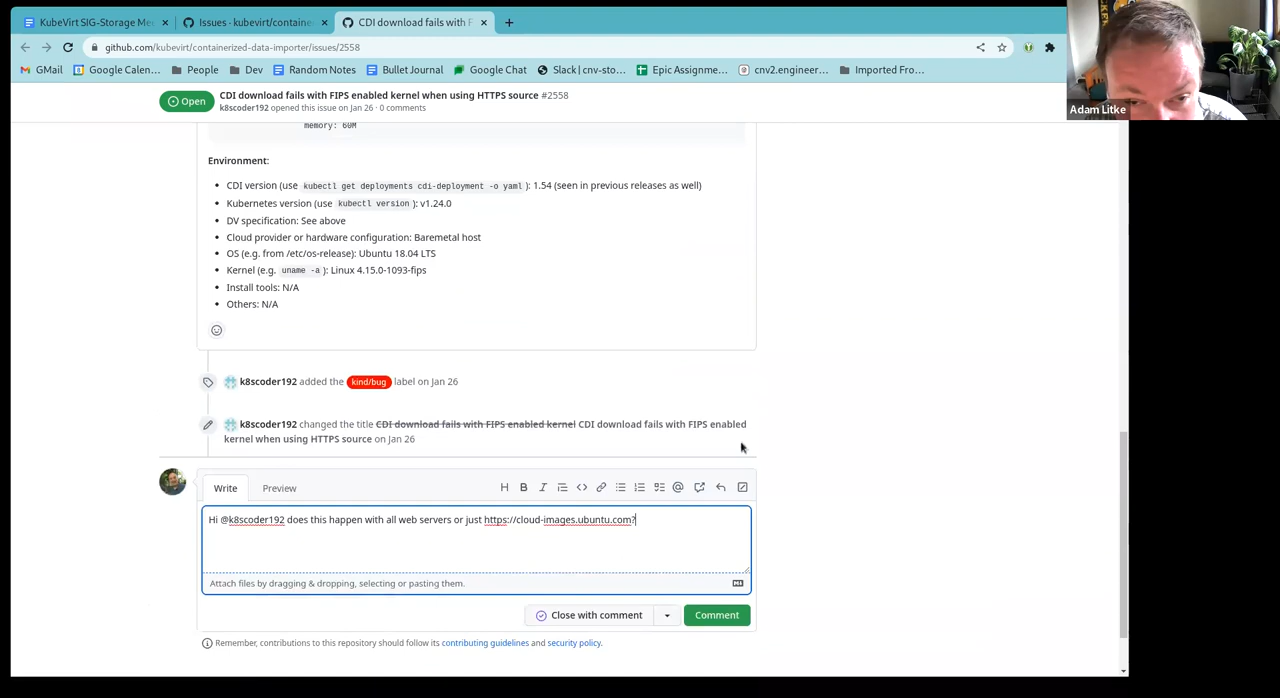 KubeVirt SIG-Storage Me
Issues · kubevirt/containe
CDI download fails with F
github.com/kubevirt/containerized-data-importer/issues/2558
GMail
Google Calen...
People
Dev
Random Notes
Bullet Journal
Google Chat
Slack | cnv-sto...
Epic Assignme...
cnv2.engineer...
Imported Fro...
Adam Litke
Open
CDI download fails with FIPS enabled kernel when using HTTPS source #2558
k8scoder192 opened this issue on Jan 26 · 0 comments
memory: 60M
Environment:
• CDI version (use kubectl get deployments cdi-deployment -o yaml ): 1.54 (seen in previous releases as well)
• Kubernetes version (use kubectl version ): v1.24.0
• DV specification: See above
• Cloud provider or hardware configuration: Baremetal host
• OS (e.g. from /etc/os-release): Ubuntu 18.04 LTS
• Kernel (e.g. uname -a ): Linux 4.15.0-1093-fips
• Install tools: N/A
• Others: N/A
k8scoder192 added the kind/bug label on Jan 26
k8scoder192 changed the title CDI download fails with FIPS enabled kernel CDI download fails with FIPS enabled
kernel when using HTTPS source on Jan 26
Write
Preview
Hi @k8scoder192 does this happen with all web servers or just https://cloud-images.ubuntu.com?
Attach files by dragging & dropping, selecting or pasting them.
Close with comment
Comment
Remember, contributions to this repository should follow its contributing guidelines and security policy.